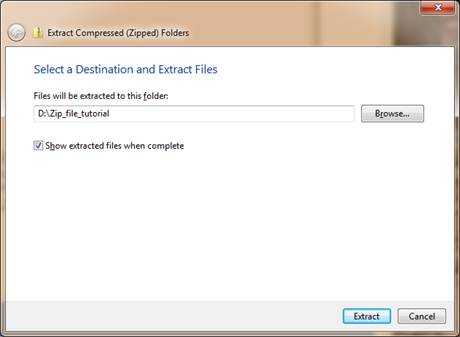 Extract Compressed (Zipped) Folders
Select a Destination and Extract Files
Files will be extracted to this folder:
D:\Zip_file_tutorial
Browse...
Show extracted files when complete
Extract
Cancel